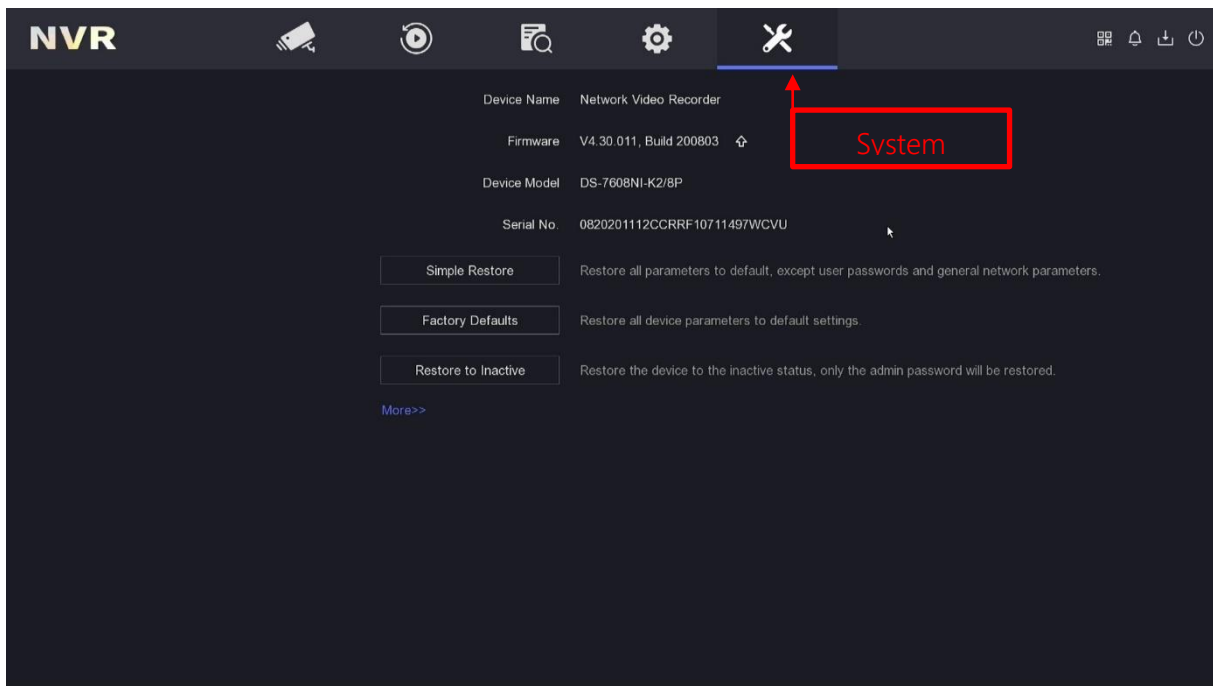 NVR
Device Name Network Video Recorder
System
Firmware V4.30.011, Build 200803
Device Model DS-7608NI-K2/8P
Serial No. 0820201112CCRRF10711497WCVU
Simple Restore Restore all parameters to default, except user passwords and general network parameters.
Factory Defaults Restore all device parameters to default settings.
Restore to Inactive Restore the device to the inactive status, only the admin password will be restored.
More>>